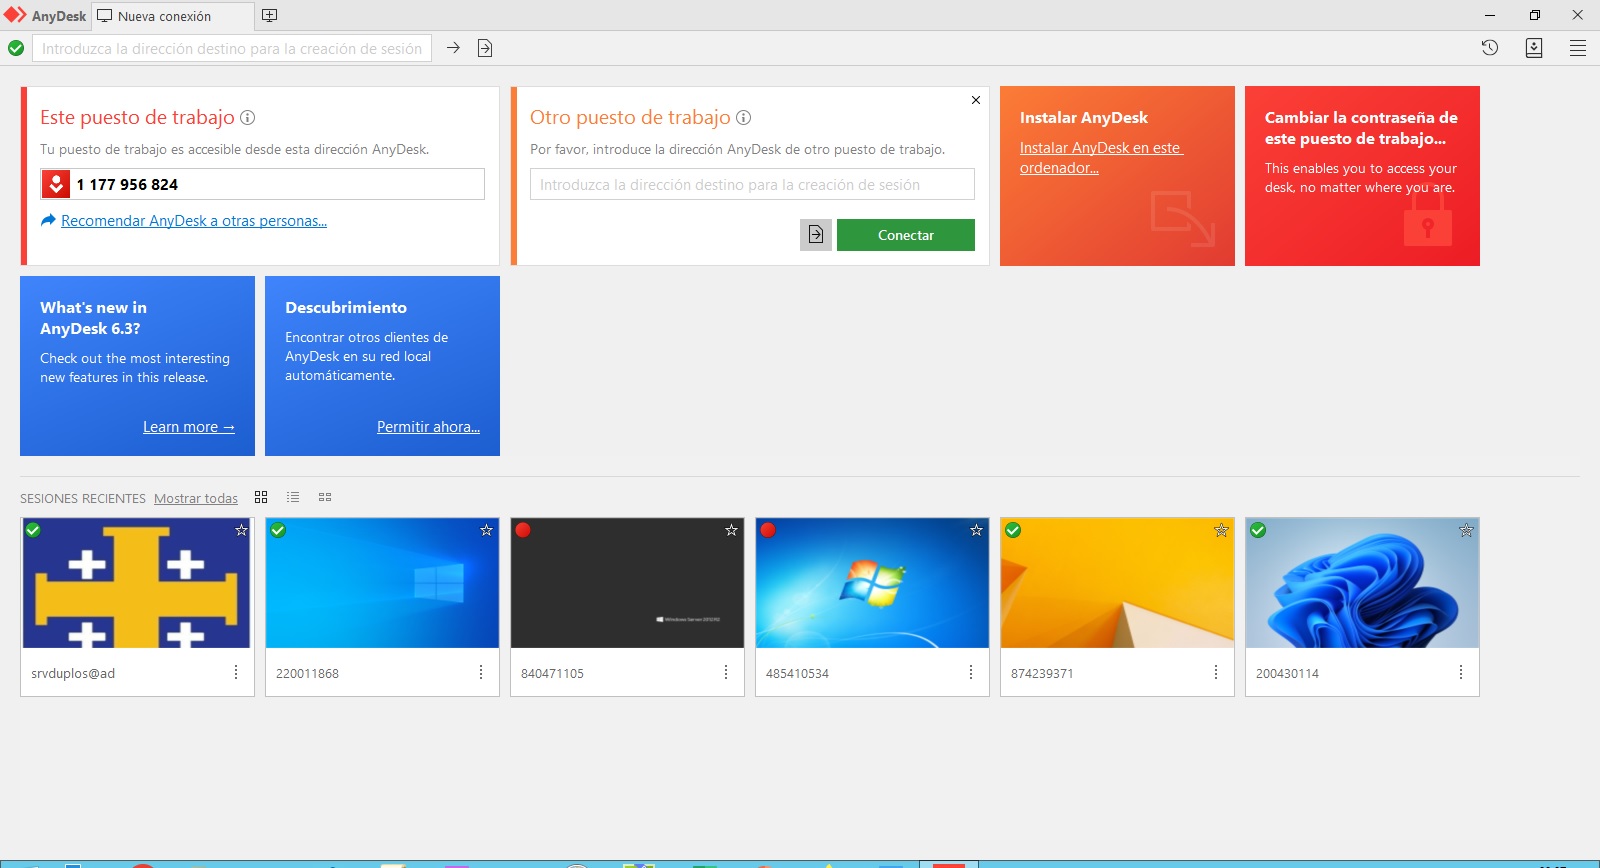 AnyDesk
Nueva conexión
Introduzca la dirección destino para la creación de sesión
Este puesto de trabajo
Tu puesto de trabajo es accesible desde esta dirección AnyDesk.
1 177 956 824
Recomendar AnyDesk a otras personas...
Otro puesto de trabajo
Por favor, introduce la dirección AnyDesk de otro puesto de trabajo.
Introduzca la dirección destino para la creación de sesión
Conectar
Instalar AnyDesk
Instalar AnyDesk en este
ordenador...
Cambiar la contraseña de
este puesto de trabajo...
This enables you to access your
desk, no matter where you are.
What's new in
AnyDesk 6.3?
Check out the most interesting
new features in this release.
Learn more →
Descubrimiento
Encontrar otros clientes de
AnyDesk en su red local
automáticamente.
Permitir ahora...
SESIONES RECIENTES Mostrar todas
Windows Server 2012 R2
srvduplos@ad
220011868
840471105
485410534
874239371
200430114